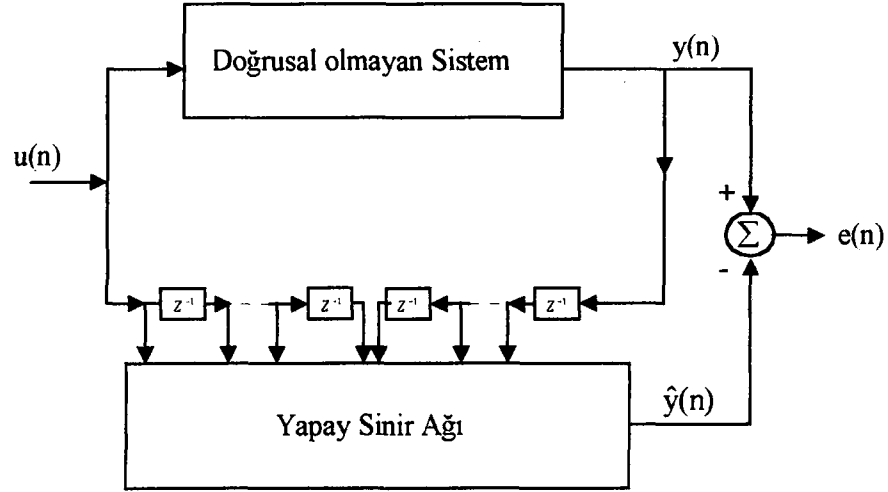 Doğrusal olmayan Sistem
y(n)
u(n)
+
Σ
e(n)
-
z⁻¹
z⁻¹
z⁻¹
z⁻¹
Yapay Sinir Ağı
ŷ(n)